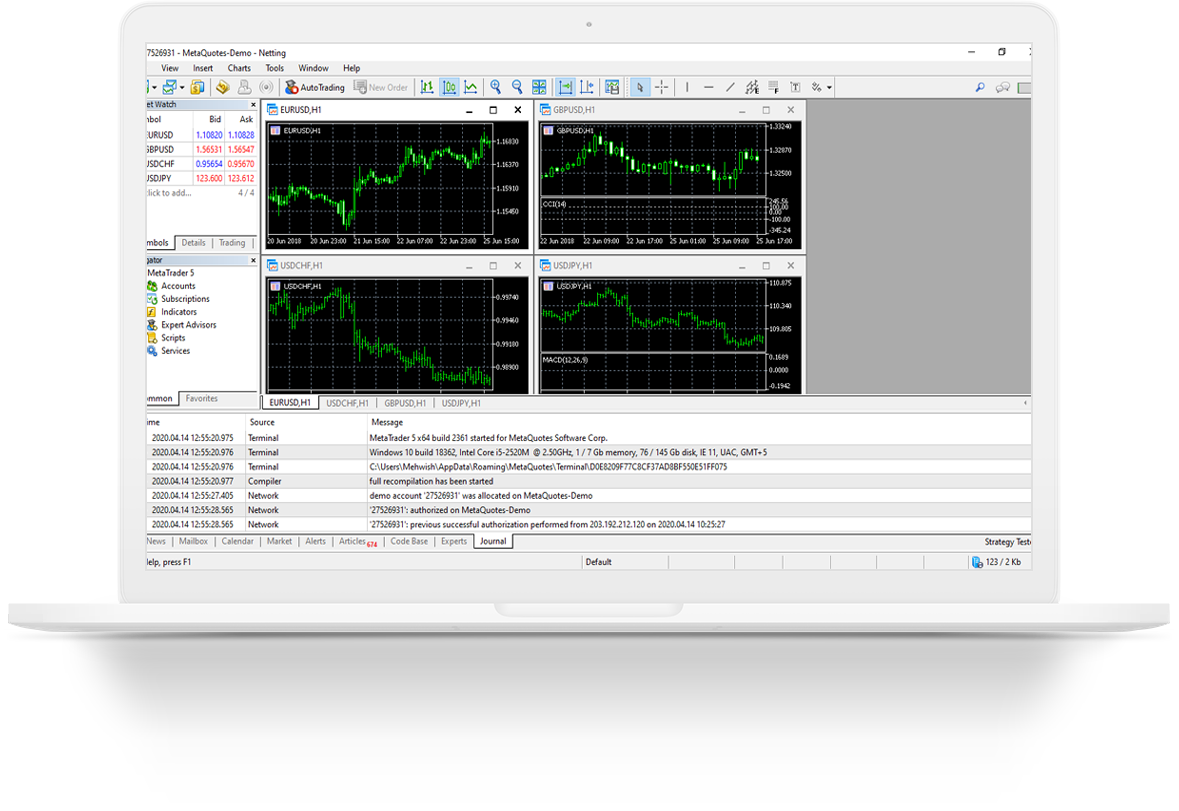 27526931 - MetaQuotes-Demo - Netting
View Insert Charts Tools Window Help
AutoTrading New Order
et Watch
nbol Bid Ask
EURUSD 1.10820 1.10828
GBPUSD 1.56531 1.56547
USDCHF 0.95654 0.95670
USDJPY 123.600 123.612
click to add... 4 / 4
mbols Details Trading
gator
MetaTrader 5
Accounts
Subscriptions
Indicators
Expert Advisors
Scripts
Services
ommon Favorites
EURUSD,H1
EURUSD,H1
1.16830
1.16370
1.15910
1.15450
20 Jun 2018 20 Jun 23:00 21 Jun 15:00 22 Jun 07:00 22 Jun 23:00 25 Jun 15:00
GBPUSD,H1
GBPUSD,H1
1.33240
1.32870
1.32500
CCI(14)
245.56
100.00
0.00
-100.00
-345.24
22 Jun 2018 22 Jun 09:00 22 Jun 17:00 25 Jun 01:00 25 Jun 09:00 25 Jun 17:00
USDCHF,H1
USDCHF,H1
0.99740
0.99460
0.99180
0.98900
USDJPY,H1
USDJPY,H1
110.875
110.340
109.805
MACD(12,26,9)
0.1689
0.0000
-0.1942
EURUSD,H1 USDCHF,H1 GBPUSD,H1 USDJPY,H1
ime Source Message
2020.04.14 12:55:20.975 Terminal MetaTrader 5 x64 build 2361 started for MetaQuotes Software Corp.
2020.04.14 12:55:20.976 Terminal Windows 10 build 18362, Intel Core i5-2520M @ 2.50GHz, 1 / 7 Gb memory, 76 / 145 Gb disk, IE 11, UAC, GMT+5
2020.04.14 12:55:20.976 Terminal C:\Users\Mehwish\AppData\Roaming\MetaQuotes\Terminal\D0E8209F77C8CF37AD8BF550E51FF075
2020.04.14 12:55:20.977 Compiler full recompilation has been started
2020.04.14 12:55:27.405 Network demo account '27526931' was allocated on MetaQuotes-Demo
2020.04.14 12:55:28.565 Network '27526931': authorized on MetaQuotes-Demo
2020.04.14 12:55:28.565 Network '27526931': previous successful authorization performed from 203.192.212.120 on 2020.04.14 10:25:27
News Mailbox Calendar Market Alerts Articles 674 Code Base Experts Journal Strategy Teste
Help, press F1 Default 123 / 2 Kb